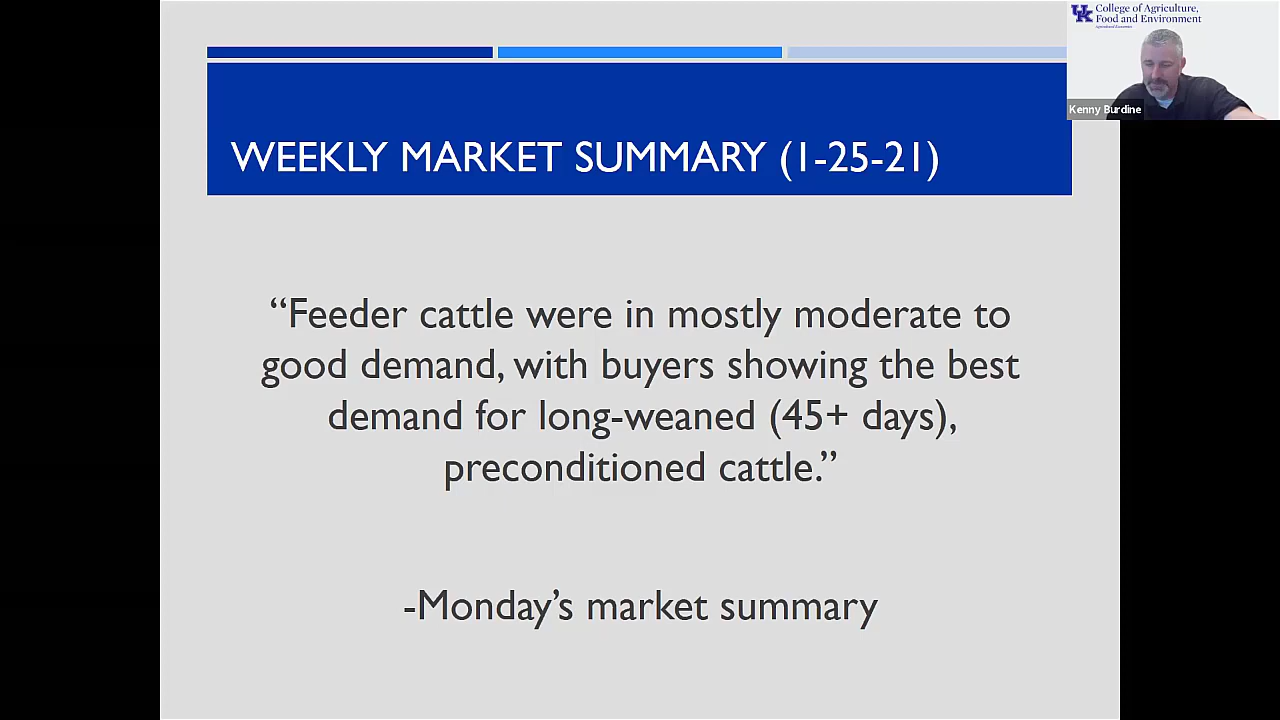 College of Agriculture,
Food and Environment
Agricultural Economics
Kenny Burdine
WEEKLY MARKET SUMMARY (1-25-21)
“Feeder cattle were in mostly moderate to
good demand, with buyers showing the best
demand for long-weaned (45+ days),
preconditioned cattle.”
-Monday’s market summary